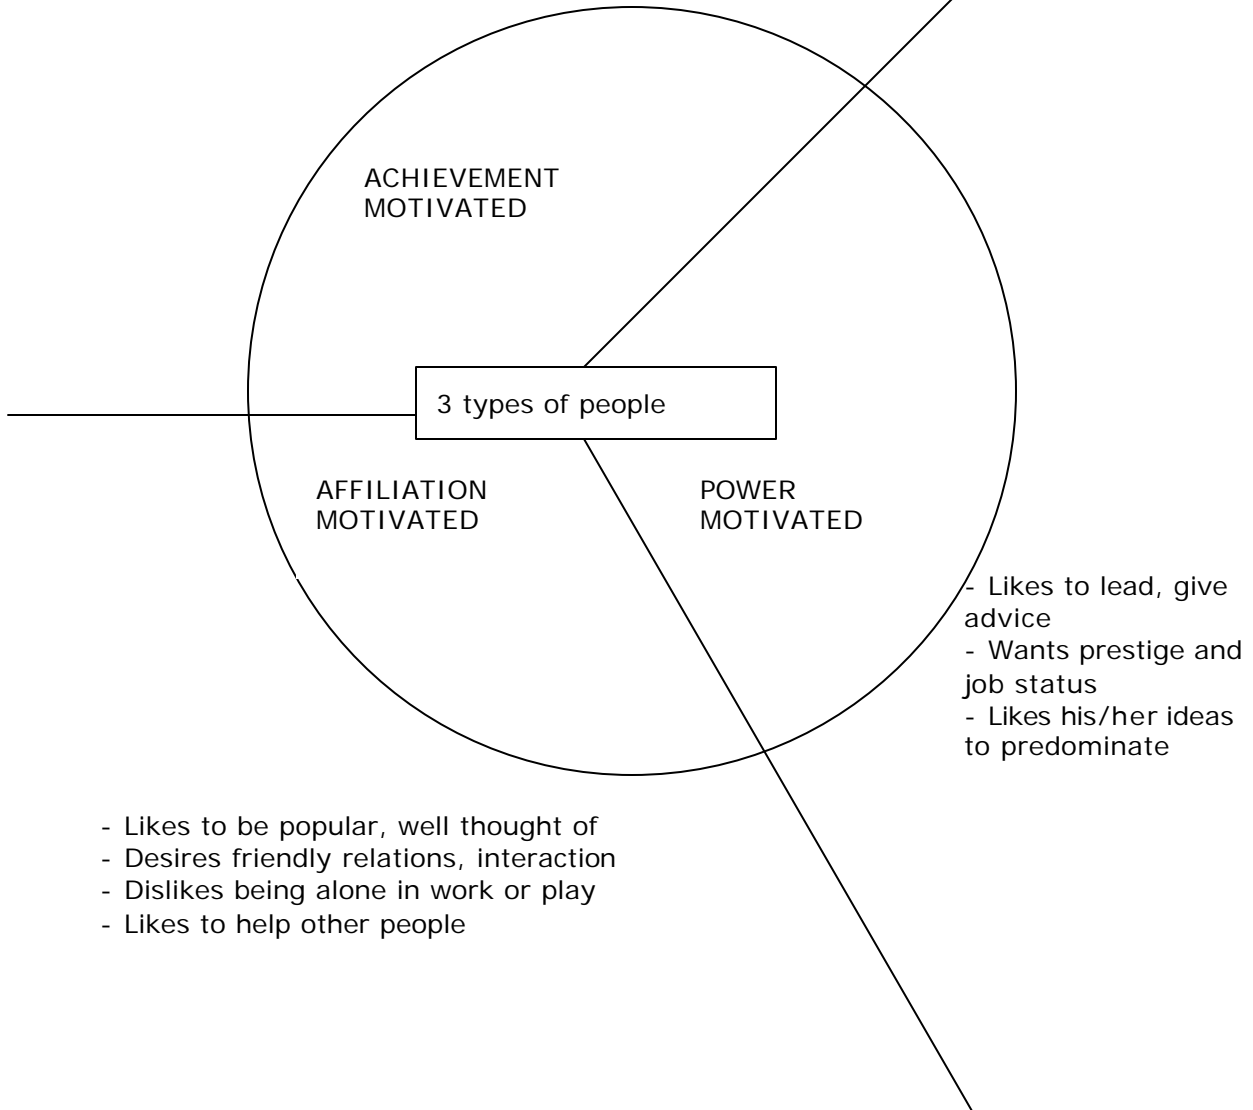 ACHIEVEMENT
MOTIVATED
3 types of people
AFFILIATION
MOTIVATED
POWER
MOTIVATED
- Likes to lead, give
advice
- Wants prestige and
job status
- Likes his/her ideas
to predominate
- Likes to be popular, well thought of
- Desires friendly relations, interaction
- Dislikes being alone in work or play
- Likes to help other people